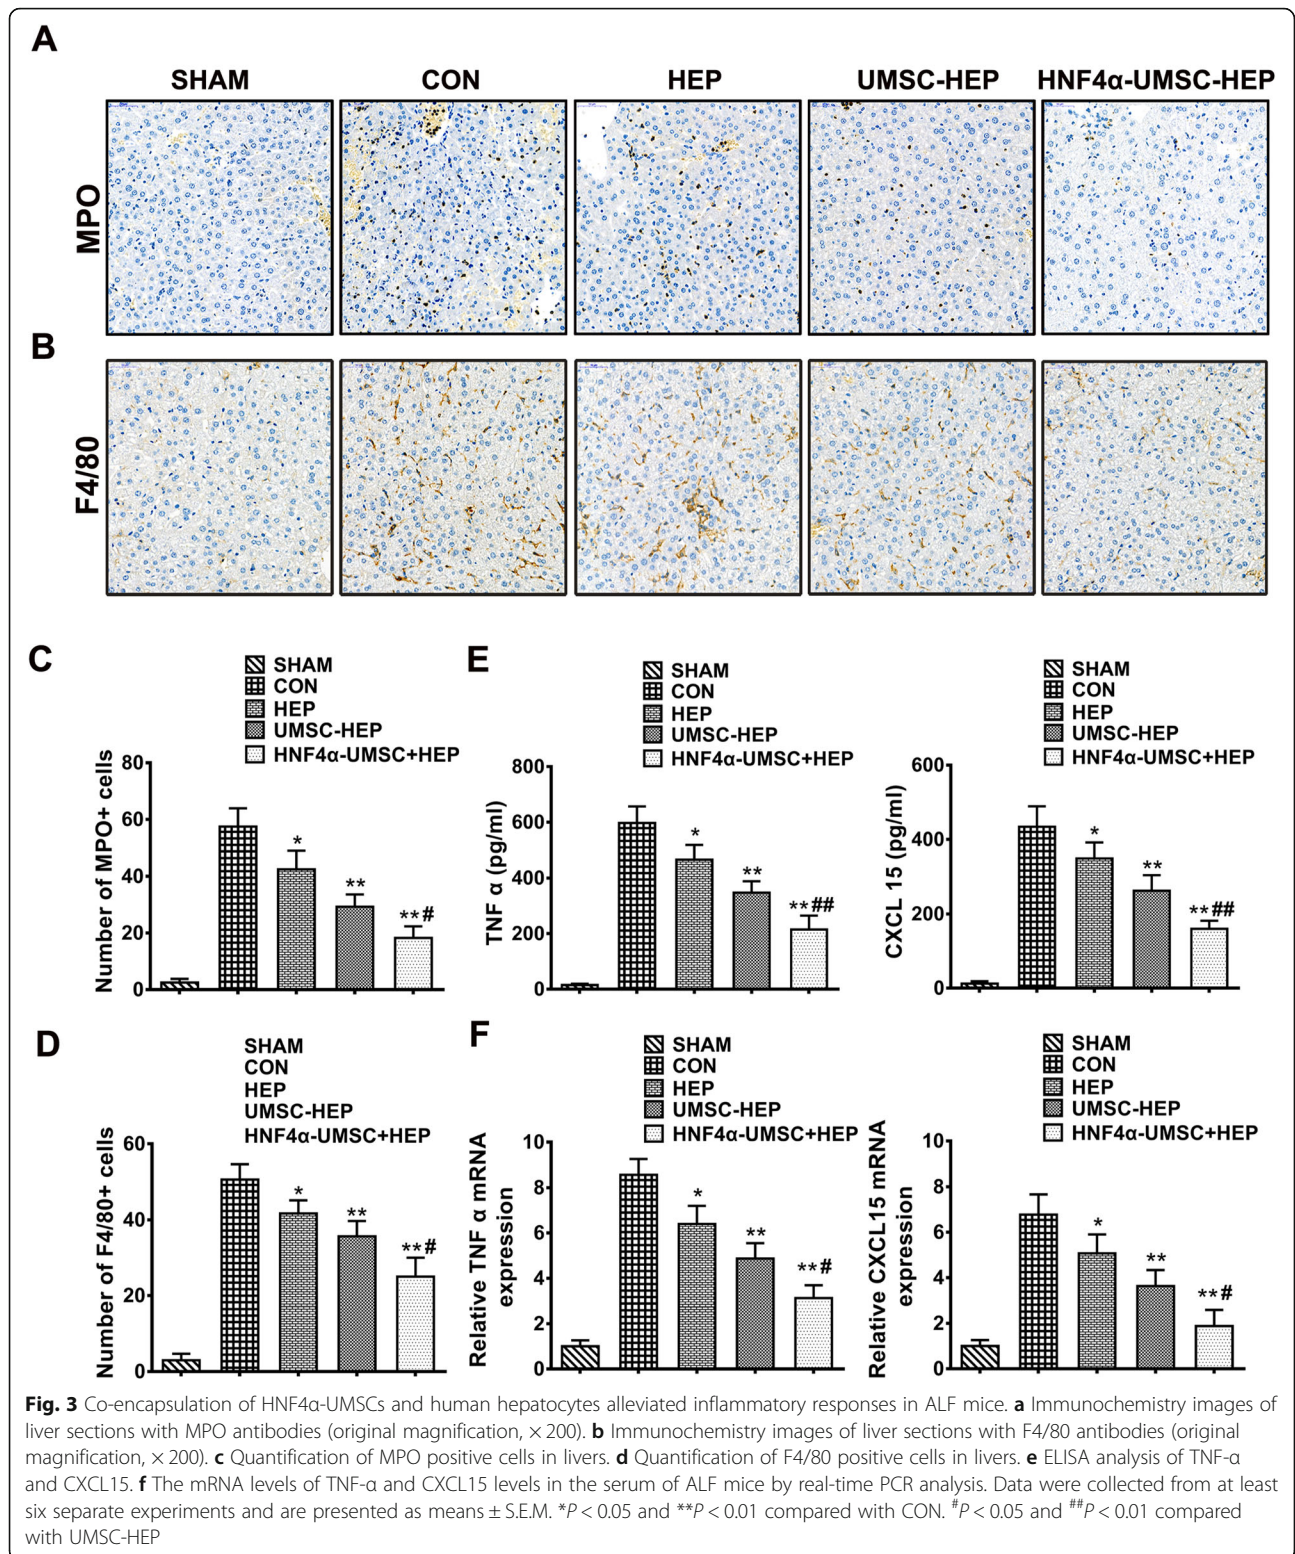 A
SHAM CON HEP UMSC-HEP HNF4α-UMSC-HEP
MPO
B
F4/80
C
SHAM
CON
HEP
UMSC-HEP
HNF4α-UMSC+HEP
Number of MPO+ cells
80
60
40
20
0
*
**
**#
E
SHAM
CON
HEP
UMSC-HEP
HNF4α-UMSC+HEP
TNF α (pg/ml)
800
600
400
200
0
*
**
**##
SHAM
CON
HEP
UMSC-HEP
HNF4α-UMSC+HEP
CXCL 15 (pg/ml)
600
400
200
0
*
**
**##
D
SHAM
CON
HEP
UMSC-HEP
HNF4α-UMSC+HEP
Number of F4/80+ cells
60
40
20
0
*
**
**#
F
SHAM
CON
HEP
UMSC-HEP
HNF4α-UMSC+HEP
Relative TNF α mRNA
expression
10
8
6
4
2
0
*
**
**#
SHAM
CON
HEP
UMSC-HEP
HNF4α-UMSC+HEP
Relative CXCL15 mRNA
expression
10
8
6
4
2
0
*
**
**#
Fig. 3 Co-encapsulation of HNF4α-UMSCs and human hepatocytes alleviated inflammatory responses in ALF mice. a Immunochemistry images of
liver sections with MPO antibodies (original magnification, × 200). b Immunochemistry images of liver sections with F4/80 antibodies (original
magnification, × 200). c Quantification of MPO positive cells in livers. d Quantification of F4/80 positive cells in livers. e ELISA analysis of TNF-α
and CXCL15. f The mRNA levels of TNF-α and CXCL15 levels in the serum of ALF mice by real-time PCR analysis. Data were collected from at least
six separate experiments and are presented as means ± S.E.M. *P < 0.05 and **P < 0.01 compared with CON. #P < 0.05 and ##P < 0.01 compared
with UMSC-HEP